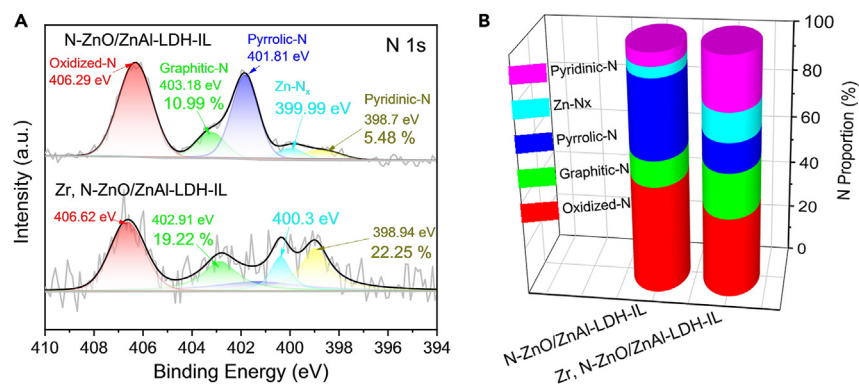 A
N-ZnO/ZnAl-LDH-IL
N 1s
Oxidized-N
406.29 eV
Graphitic-N
403.18 eV
10.99 %
Pyrrolic-N
401.81 eV
Zn-Nx
399.99 eV
Pyridinic-N
398.7 eV
5.48 %
Zr, N-ZnO/ZnAl-LDH-IL
406.62 eV
402.91 eV
19.22 %
400.3 eV
398.94 eV
22.25 %
Intensity (a.u.)
410 408 406 404 402 400 398 396 394
Binding Energy (eV)
B
Pyridinic-N
Zn-Nx
Pyrrolic-N
Graphitic-N
Oxidized-N
100
80
60
40
20
0
N Proportion (%)
N-ZnO/ZnAl-LDH-IL
Zr, N-ZnO/ZnAl-LDH-IL